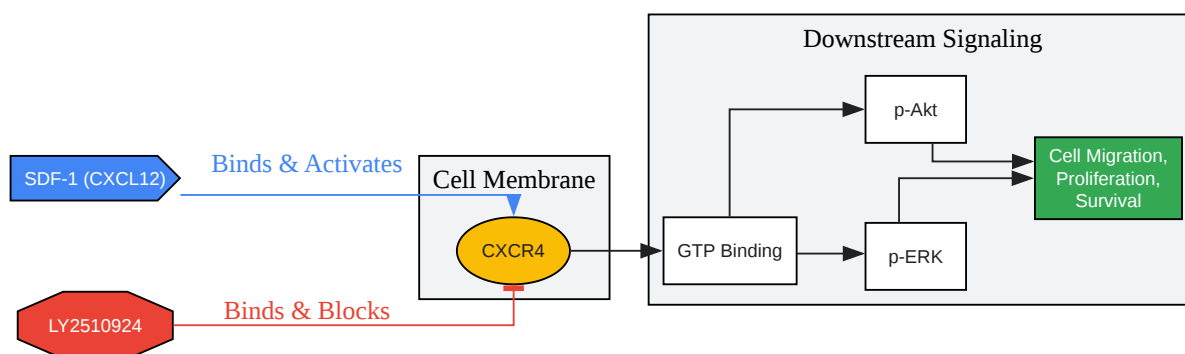 Downstream Signaling
p-Akt
Binds & Activates
Cell Membrane
SDF-1 (CXCL12)
Cell Migration,
Proliferation,
Survival
CXCR4
GTP Binding
p-ERK
Binds & Blocks
LY2510924